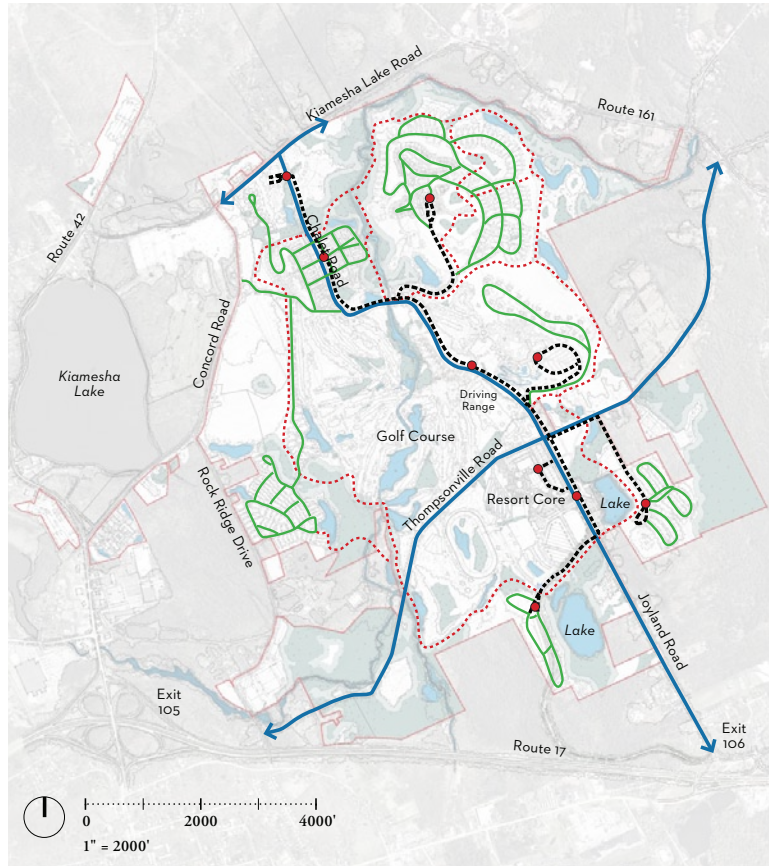 Kiamesha Lake Road
Route 161
Route 42
Chalet Road
Concord Road
Kiamesha
Lake
Driving
Range
Golf Course
Thompsonville Road
Rock Ridge Drive
Resort Core
Lake
Joyland Road
Lake
Exit
105
Exit
106
Route 17
0
2000
4000'
1" = 2000'